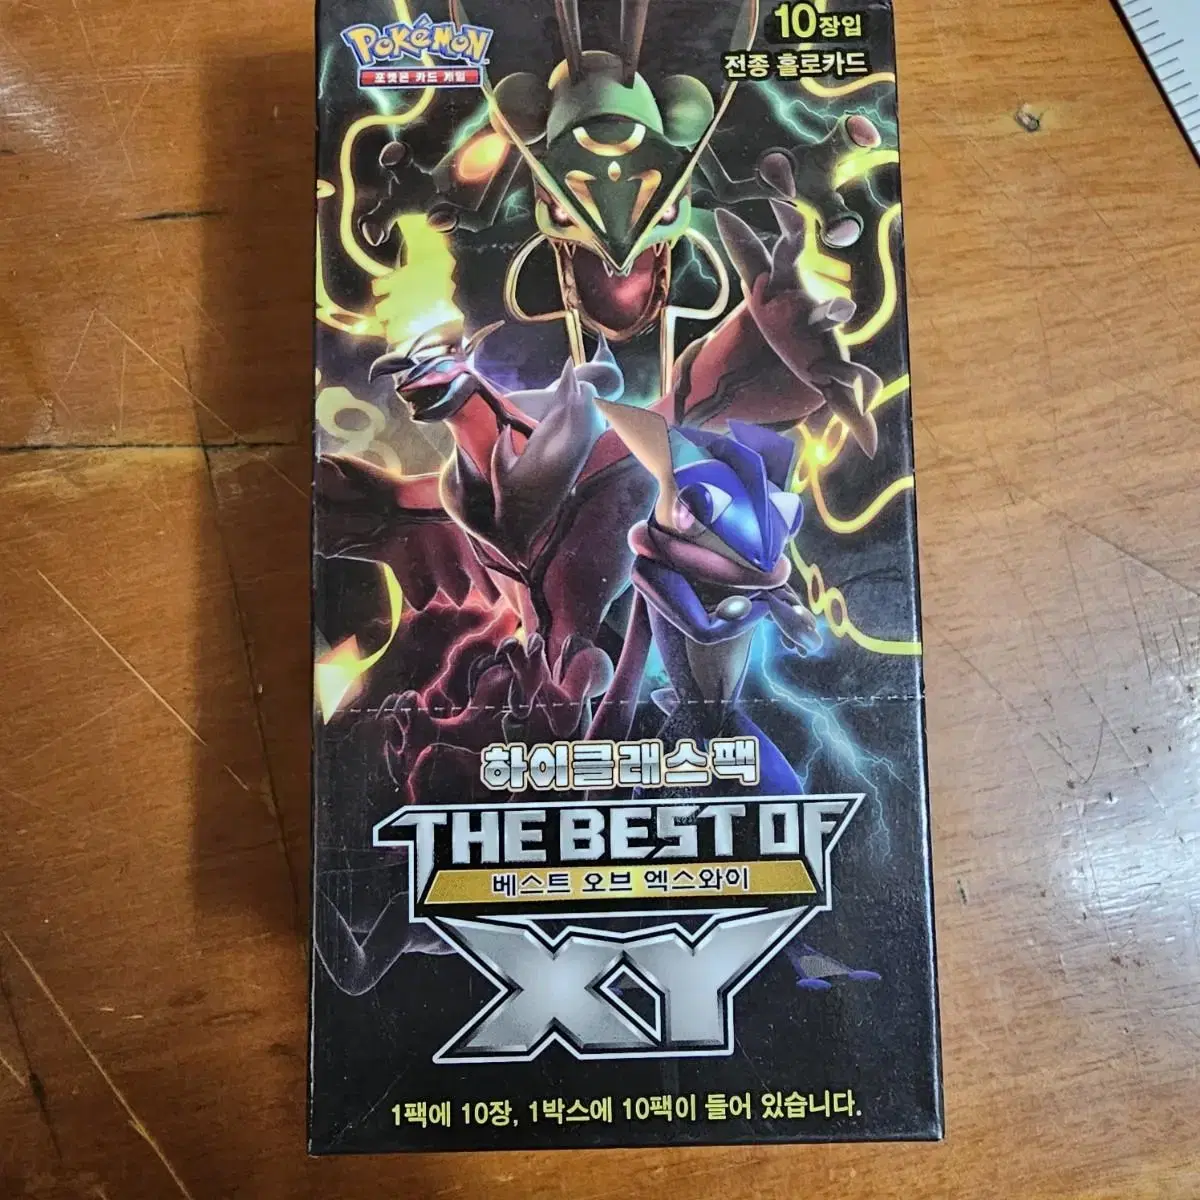 POKéMON
포켓몬 카드 게임
10장입
전종 홀로카드
하이클래스팩
THE BEST OF
베스트 오브 엑스와이
XY
1팩에 10장, 1박스에 10팩이 들어 있습니다.